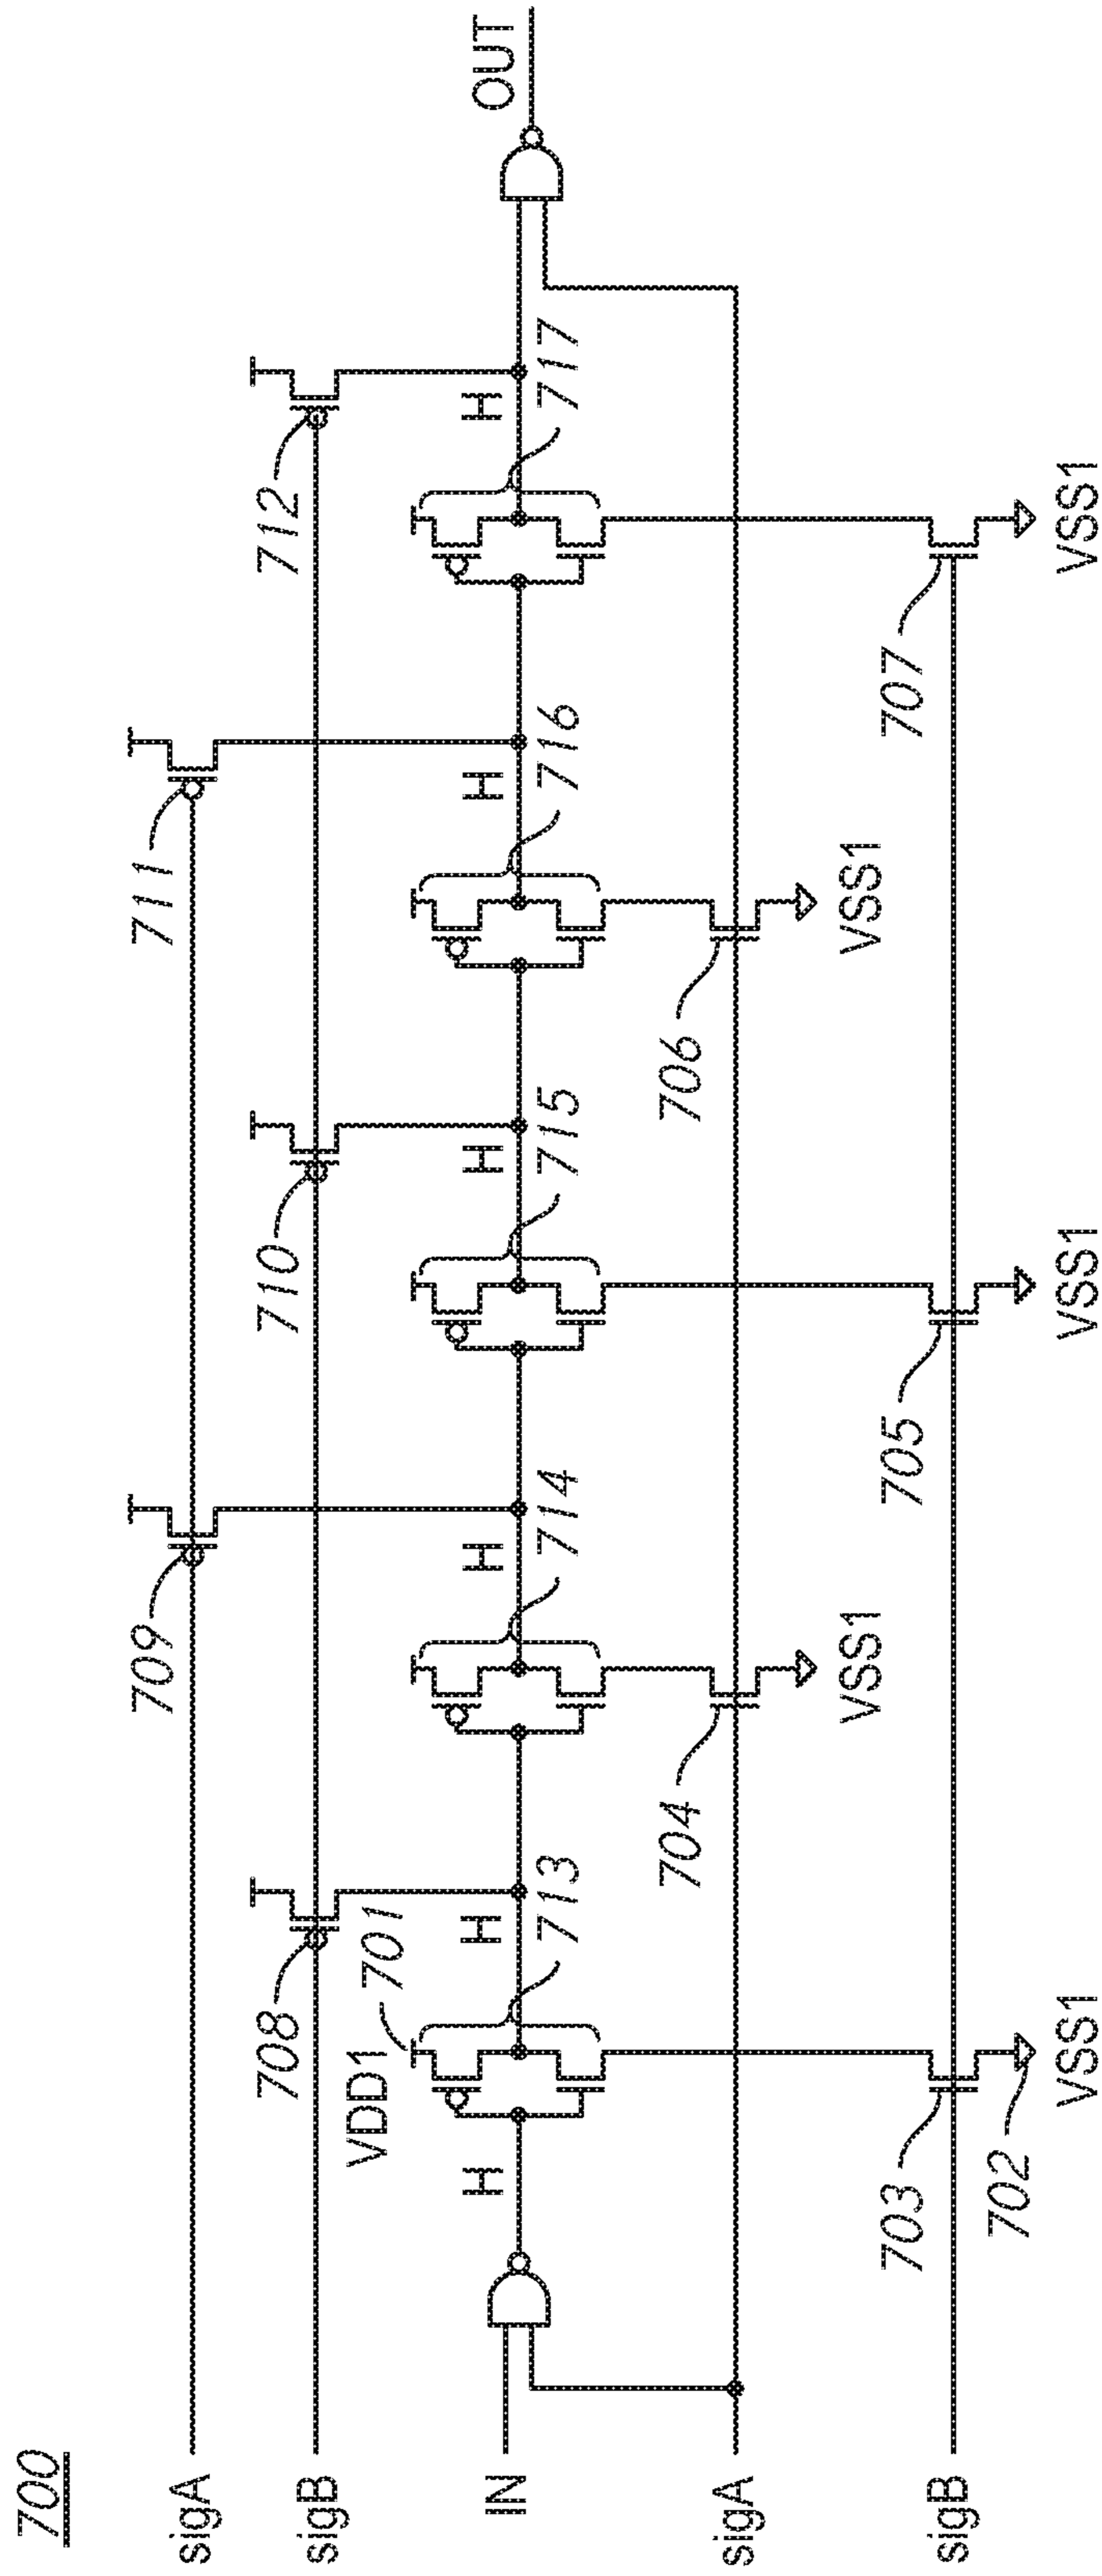 700
sigA
sigB
IN
sigA
sigB
709
711
708
710
712
VDD1
701
H
H
H
H
H
H
OUT
713
714
715
716
717
704
706
VSS1
VSS1
703
705
707
702
VSS1
VSS1
VSS1